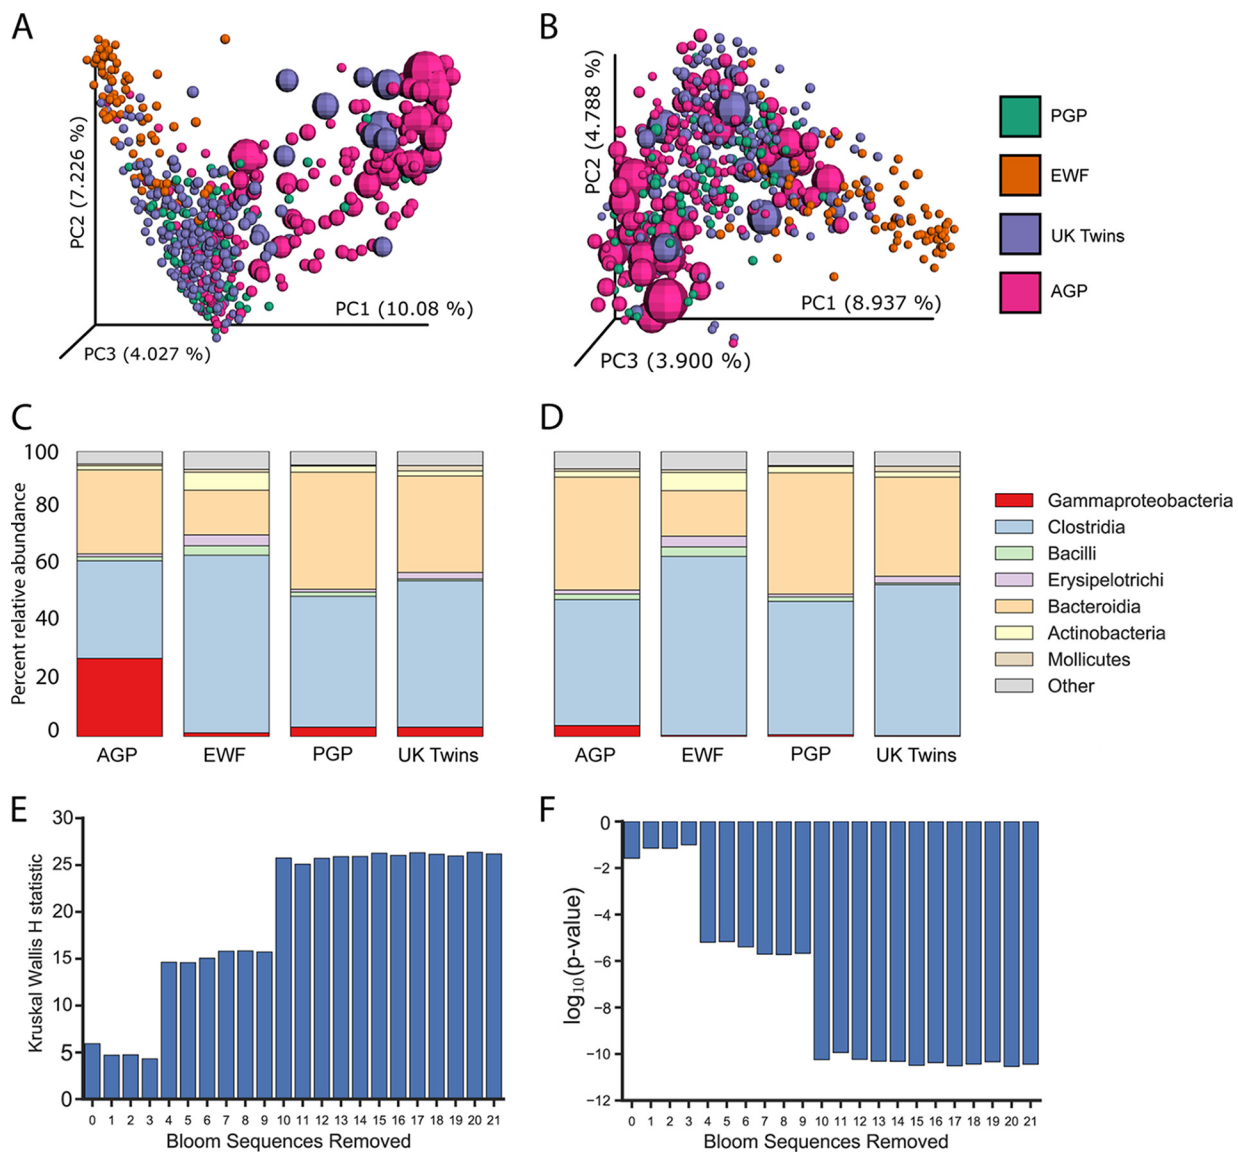 A
PC2 (7.226 %)
PC1 (10.08 %)
PC3 (4.027 %)
B
PC2 (4.788 %)
PC1 (8.937 %)
PC3 (3.900 %)
PGP
EWF
UK Twins
AGP
C
Percent relative abundance
100
80
60
40
20
0
AGP
EWF
PGP
UK Twins
D
AGP
EWF
PGP
UK Twins
Gammaproteobacteria
Clostridia
Bacilli
Erysipelotrichi
Bacteroidia
Actinobacteria
Mollicutes
Other
E
Kruskal Wallis H statistic
30
25
20
15
10
5
0
0 1 2 3 4 5 6 7 8 9 10 11 12 13 14 15 16 17 18 19 20 21
Bloom Sequences Removed
F
log₁₀(p-value)
0
−2
−4
−6
−8
−10
−12
0 1 2 3 4 5 6 7 8 9 10 11 12 13 14 15 16 17 18 19 20 21
Bloom Sequences Removed